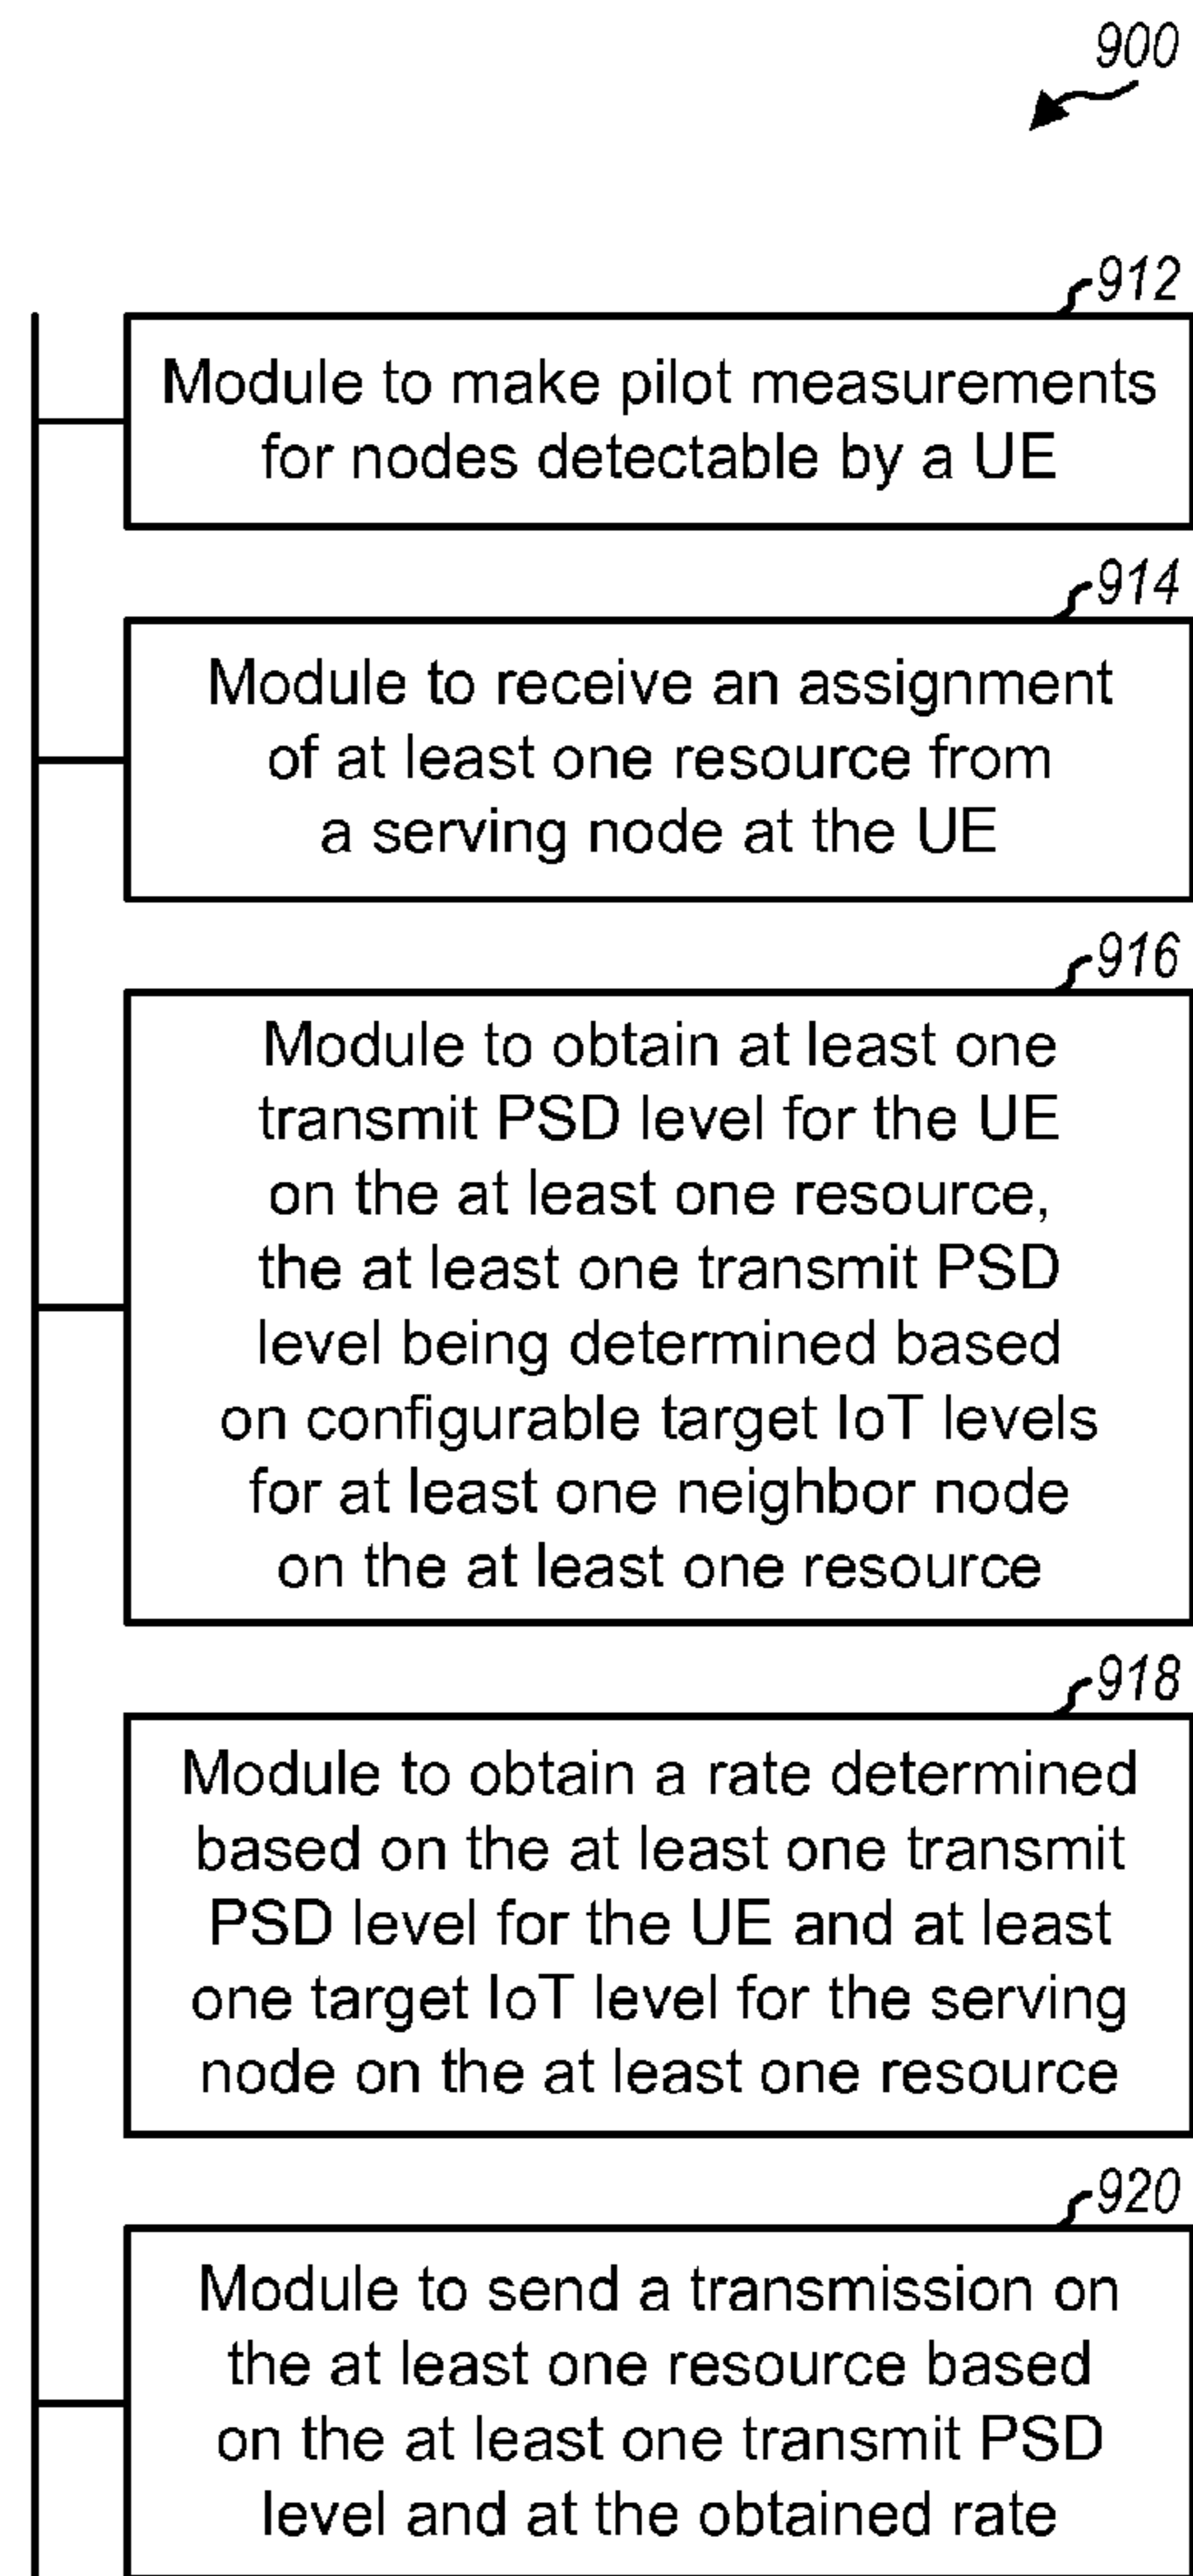 900
912
Module to make pilot measurements
for nodes detectable by a UE
914
Module to receive an assignment
of at least one resource from
a serving node at the UE
916
Module to obtain at least one
transmit PSD level for the UE
on the at least one resource,
the at least one transmit PSD
level being determined based
on configurable target IoT levels
for at least one neighbor node
on the at least one resource
918
Module to obtain a rate determined
based on the at least one transmit
PSD level for the UE and at least
one target IoT level for the serving
node on the at least one resource
920
Module to send a transmission on
the at least one resource based
on the at least one transmit PSD
level and at the obtained rate